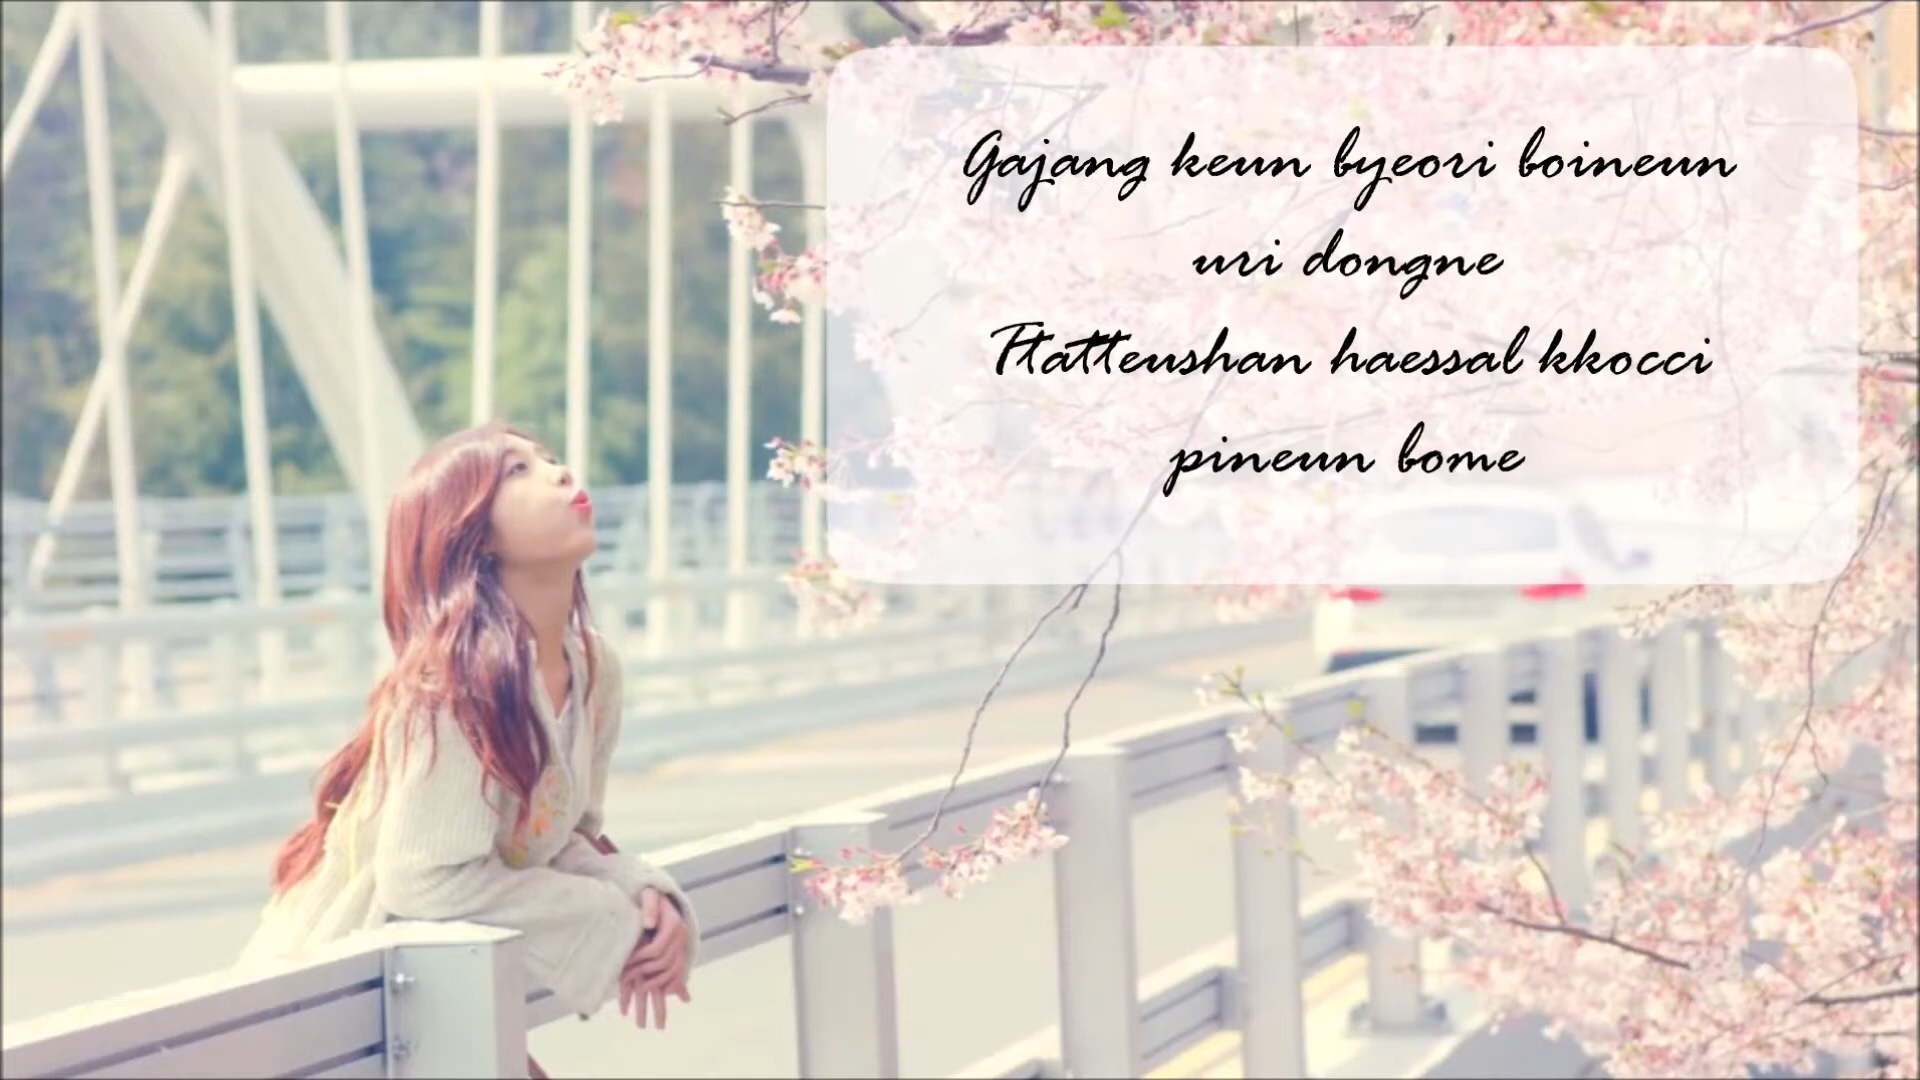 Gajang keun byeori boineun
uri dongne
Ttatteushan haessal kkocci
pineun bome